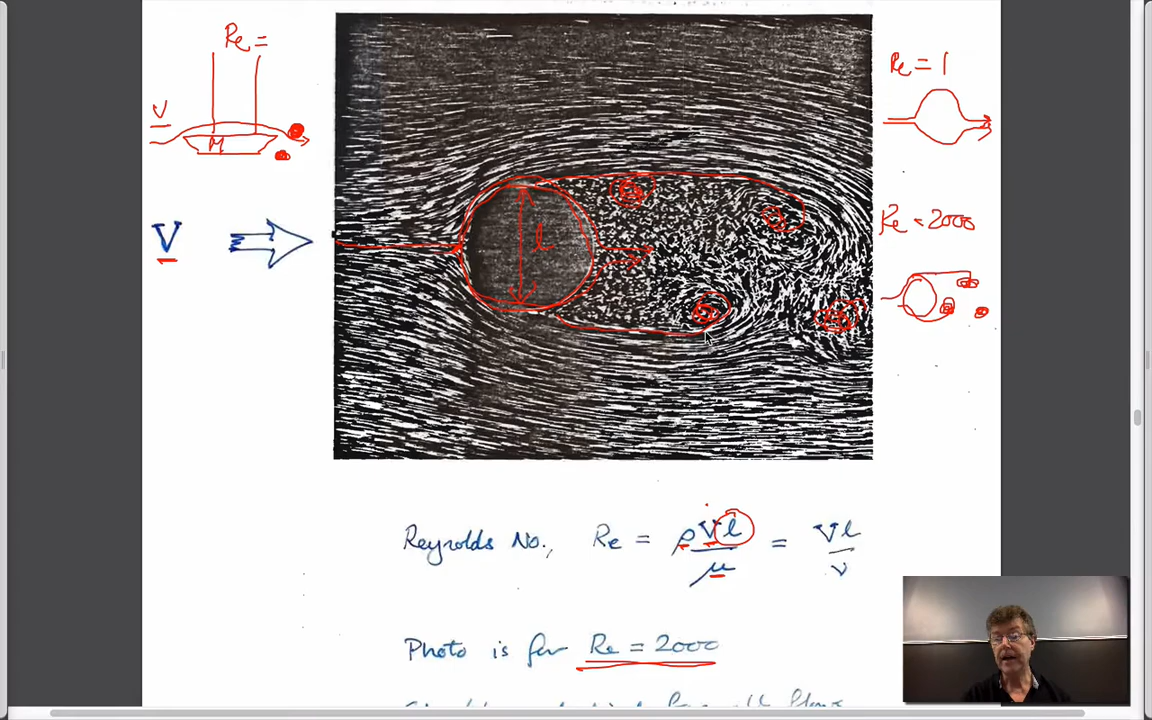 Re =
V
M
V
l
Re = 1
Re = 2000
Reynolds No., Re = ρVl/μ = Vl/ν
Photo is for Re = 2000